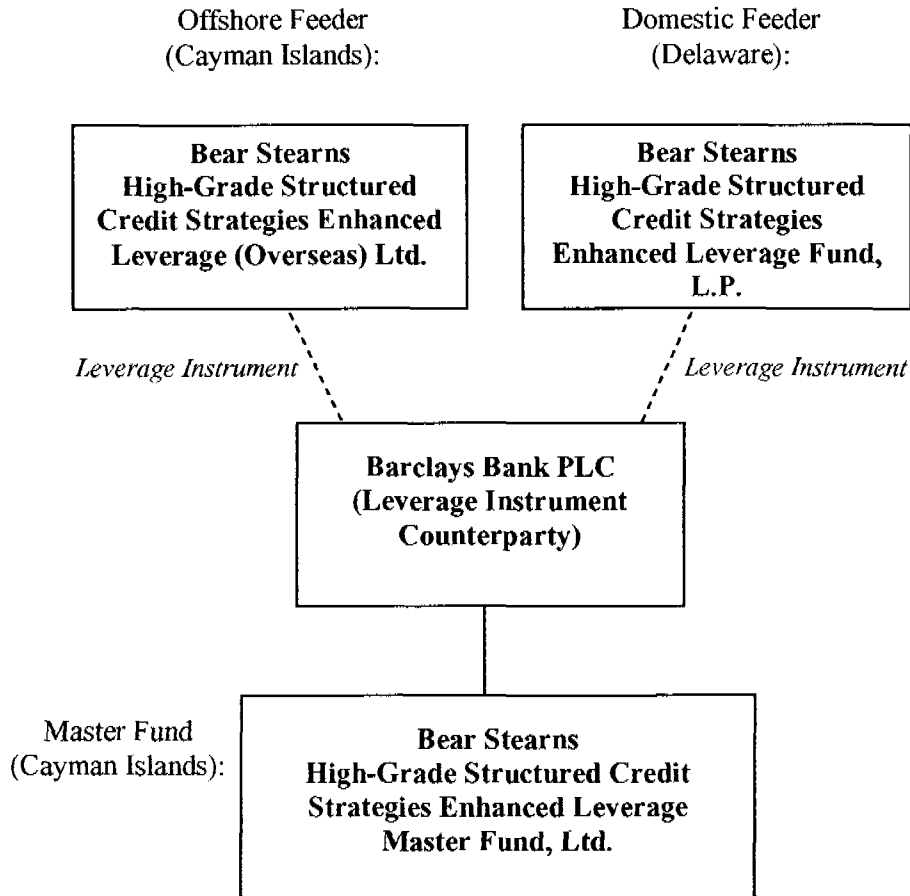 Offshore Feeder
(Cayman Islands):
Domestic Feeder
(Delaware):
Bear Stearns
High-Grade Structured
Credit Strategies Enhanced
Leverage (Overseas) Ltd.
Bear Stearns
High-Grade Structured
Credit Strategies
Enhanced Leverage Fund,
L.P.
Leverage Instrument
Leverage Instrument
Barclays Bank PLC
(Leverage Instrument
Counterparty)
Master Fund
(Cayman Islands):
Bear Stearns
High-Grade Structured Credit
Strategies Enhanced Leverage
Master Fund, Ltd.